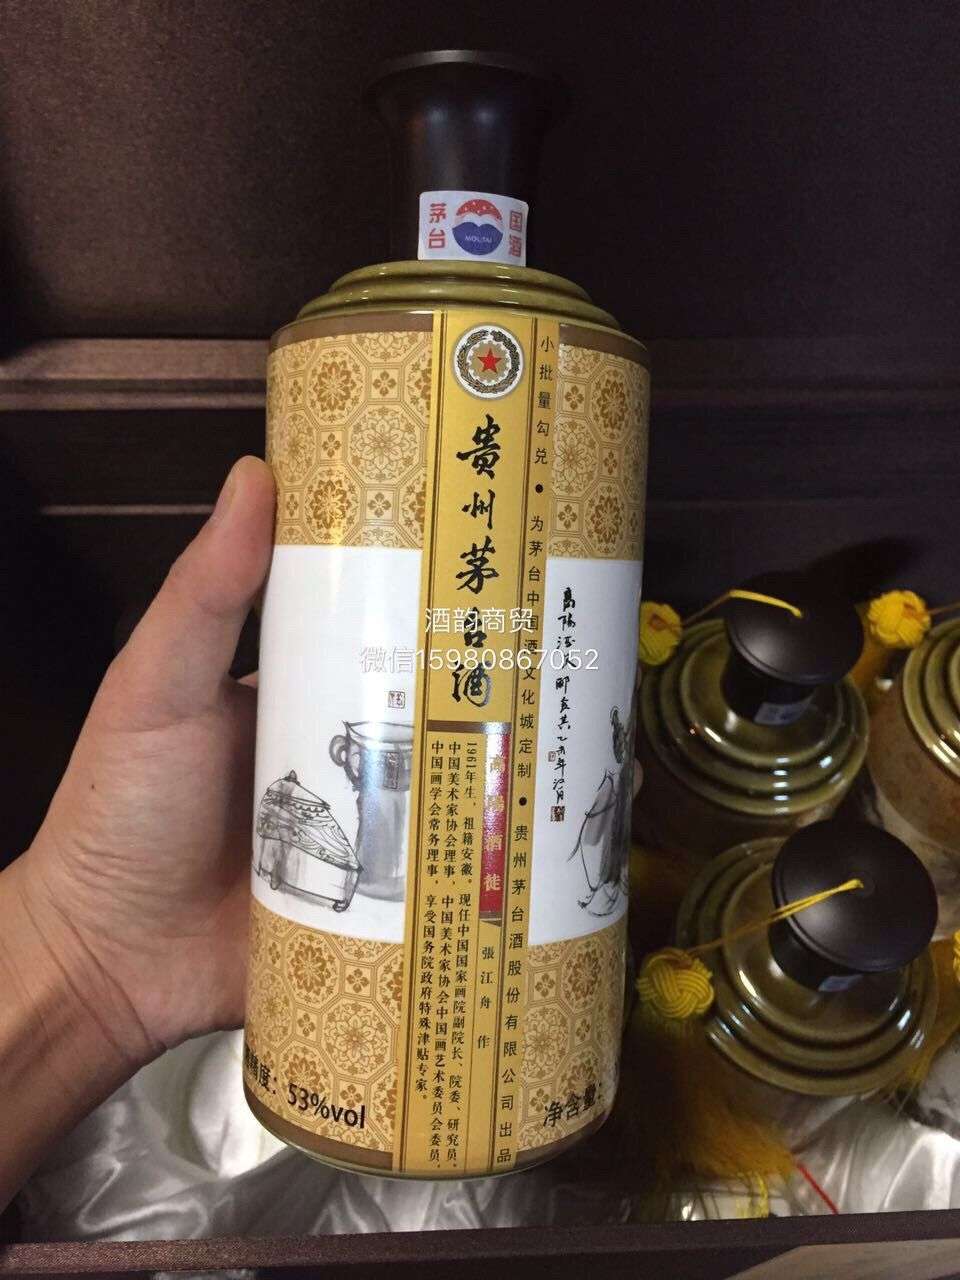 茅台
国酒
MOUTAI
贵州茅台酒
小批量勾兑·为茅台中国酒文化城定制·贵州茅台酒股份有限公司出品
酒韵商贸
微信15980867052
高阳酒徒
張江舟 作
1961年生,祖籍安徽。现任中国国家画院副院长、院委、研究员。
中国美术家协会理事,中国美术家协会中国画艺术委员会委员,
中国画学会常务理事,享受国务院政府特殊津贴专家。
精度:53%vol
净含量: